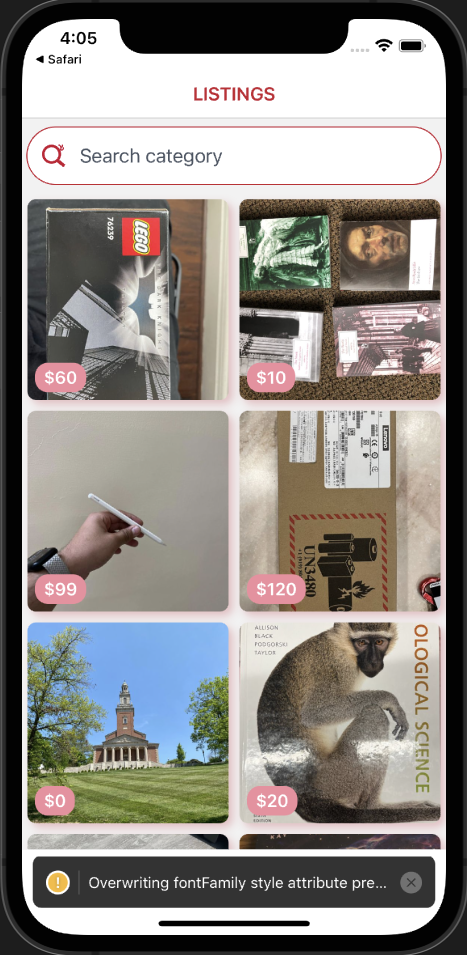 4:05
◀ Safari
LISTINGS
Search category
LEGO
76239
$60
$10
Lenovo
UN3480
$99
$120
ALLISON
BLACK
PODGORSKI
TAYLOR
OLOGICAL SCIENCE
EDITION
$0
$20
Overwriting fontFamily style attribute pre...